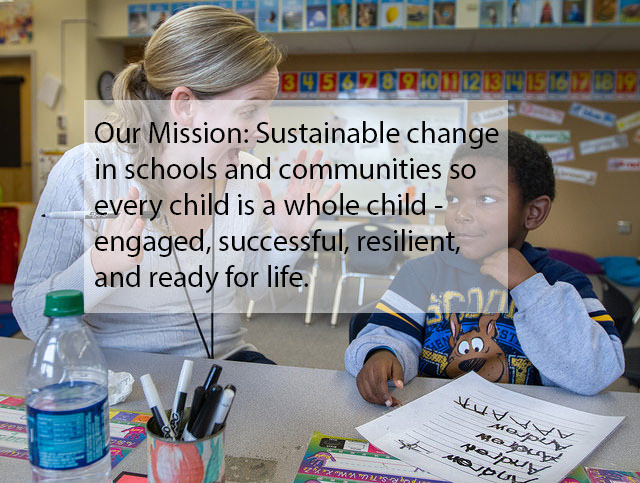 3 4 5 6 7 8 9 10 11 12 13 14 15 16 17 18 19
Our Mission: Sustainable change
in schools and communities so
every child is a whole child -
engaged, successful, resilient,
and ready for life.
Andrew
Andrew
Andrew